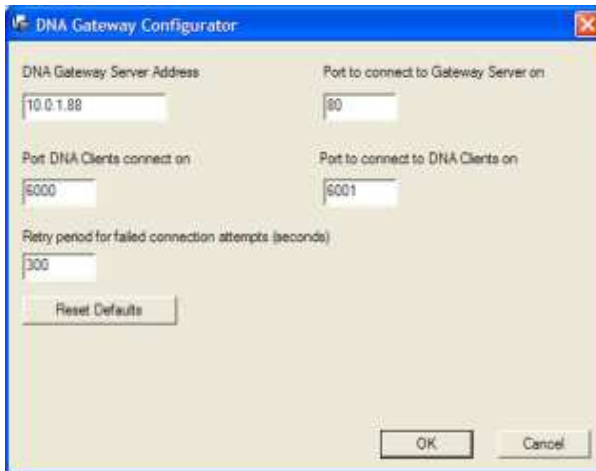 DNA Gateway Configurator
DNA Gateway Server Address
Port to connect to Gateway Server on
10.0.1.88
80
Port DNA Clients connect on
Port to connect to DNA Clients on
6000
6001
Retry period for failed connection attempts (seconds)
300
Reset Defaults
OK
Cancel